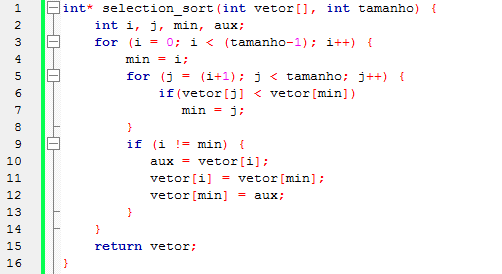 1 int* selection_sort(int vetor[], int tamanho) {
2     int i, j, min, aux;
3     for (i = 0; i < (tamanho-1); i++) {
4         min = i;
5         for (j = (i+1); j < tamanho; j++) {
6             if(vetor[j] < vetor[min])
7                min = j;
8         }
9         if (i != min) {
10            aux = vetor[i];
11            vetor[i] = vetor[min];
12            vetor[min] = aux;
13        }
14    }
15    return vetor;
16 }